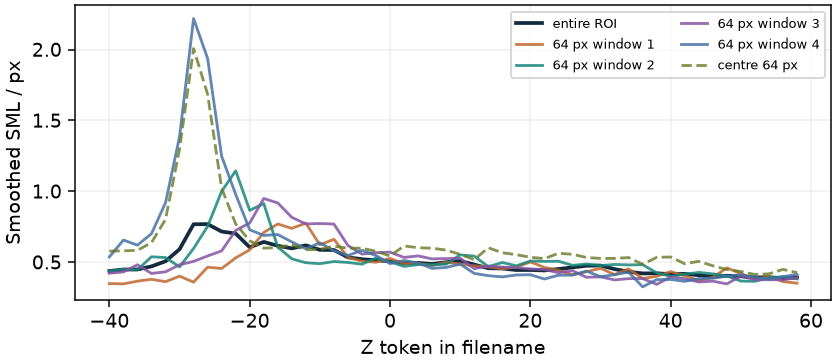 Smoothed SML / px
2.0
1.5
1.0
0.5
entire ROI
64 px window 1
64 px window 2
64 px window 3
64 px window 4
centre 64 px
−40
−20
0
20
40
60
Z token in filename